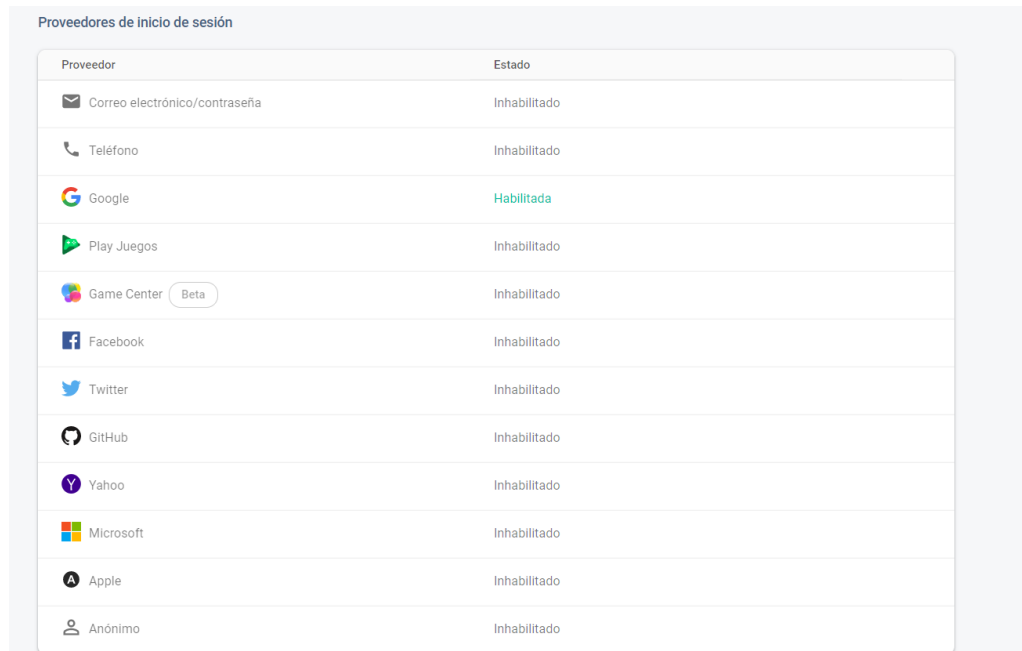 Proveedores de inicio de sesión
Proveedor Estado
Correo electrónico/contraseña Inhabilitado
Teléfono Inhabilitado
Google Habilitada
Play Juegos Inhabilitado
Game Center Beta Inhabilitado
Facebook Inhabilitado
Twitter Inhabilitado
GitHub Inhabilitado
Yahoo Inhabilitado
Microsoft Inhabilitado
Apple Inhabilitado
Anónimo Inhabilitado